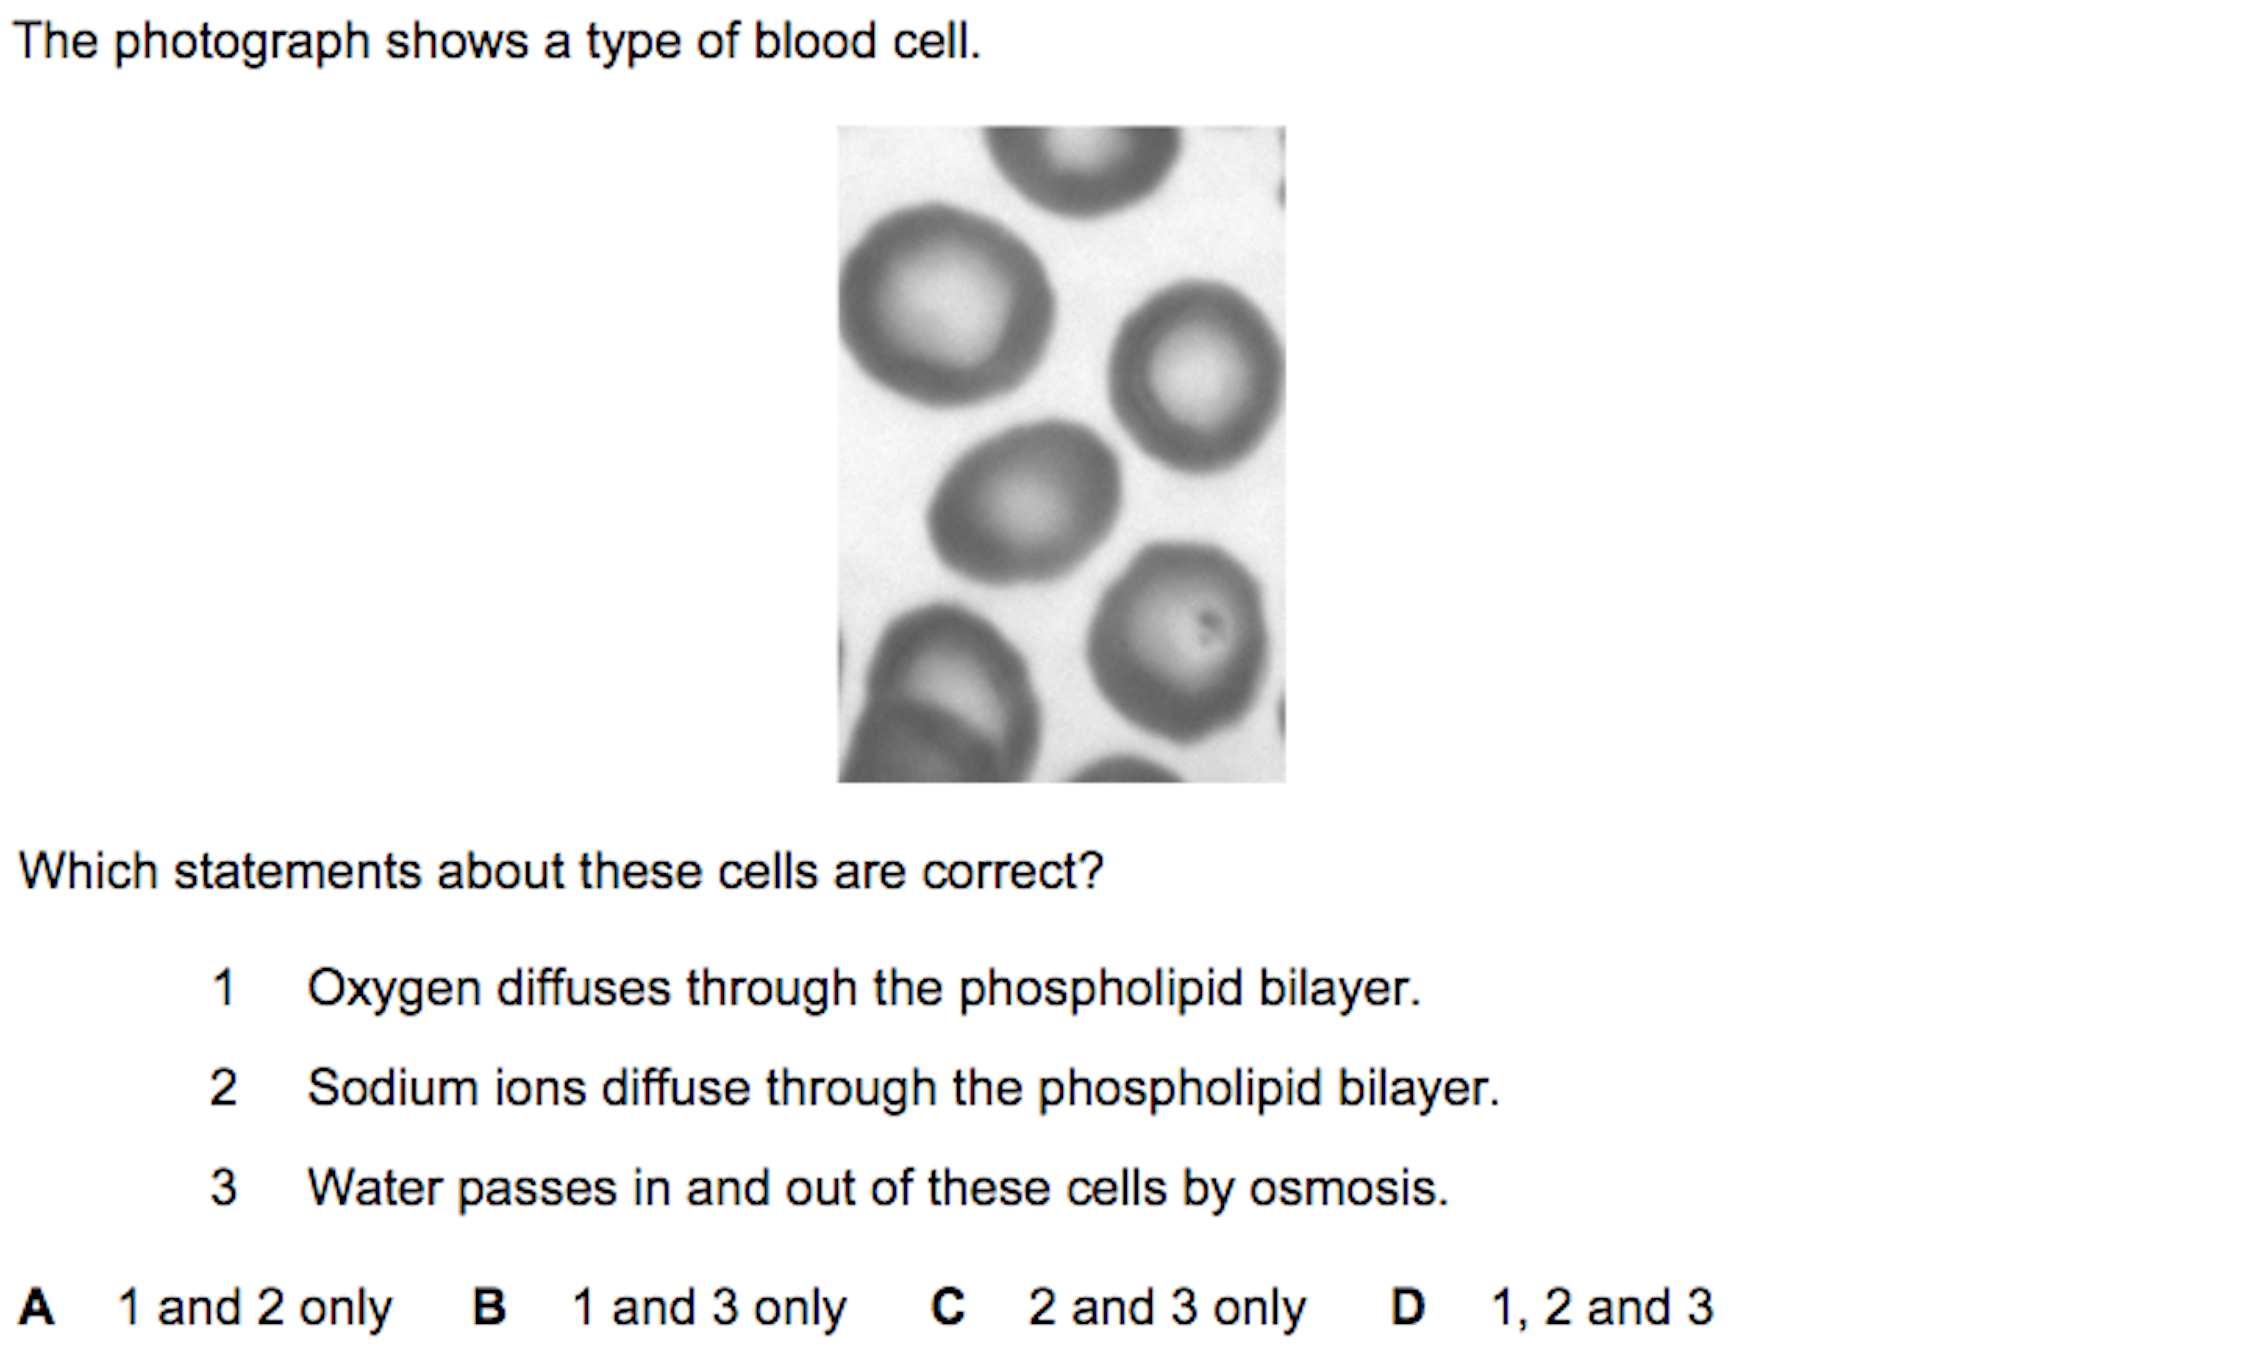 The photograph shows a type of blood cell.
Which statements about these cells are correct?
1 Oxygen diffuses through the phospholipid bilayer.
2 Sodium ions diffuse through the phospholipid bilayer.
3 Water passes in and out of these cells by osmosis.
A 1 and 2 only B 1 and 3 only C 2 and 3 only D 1, 2 and 3